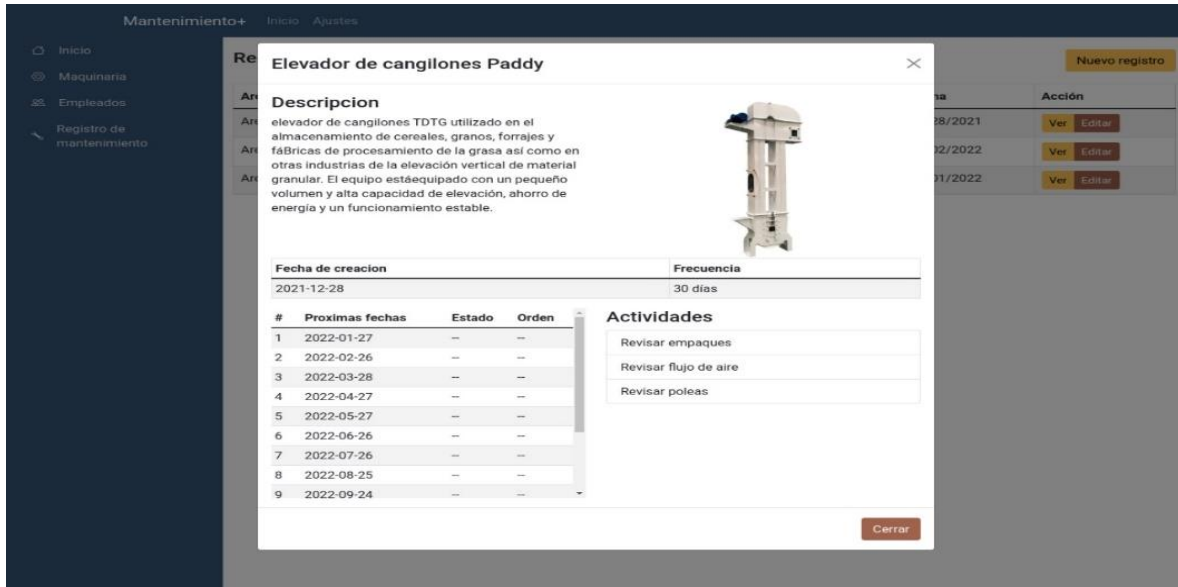 Mantenimiento+ Inicio Ajustes
Inicio
Maquinaria
Empleados
Registro de
mantenimiento
Re
Nuevo registro
Elevador de cangilones Paddy
Descripcion
elevador de cangilones TDTG utilizado en el
almacenamiento de cereales, granos, forrajes y
fáBricas de procesamiento de la grasa así como en
otras industrias de la elevación vertical de material
granular. El equipo estáequipado con un pequeño
volumen y alta capacidad de elevación, ahorro de
energía y un funcionamiento estable.
Acción
28/2021 Ver Editar
02/2022 Ver Editar
01/2022 Ver Editar
Fecha de creacion Frecuencia
2021-12-28 30 días
# Proximas fechas Estado Orden
1 2022-01-27 -- --
2 2022-02-26 -- --
3 2022-03-28 -- --
4 2022-04-27 -- --
5 2022-05-27 -- --
6 2022-06-26 -- --
7 2022-07-26 -- --
8 2022-08-25 -- --
9 2022-09-24 -- --
Actividades
Revisar empaques
Revisar flujo de aire
Revisar poleas
Cerrar